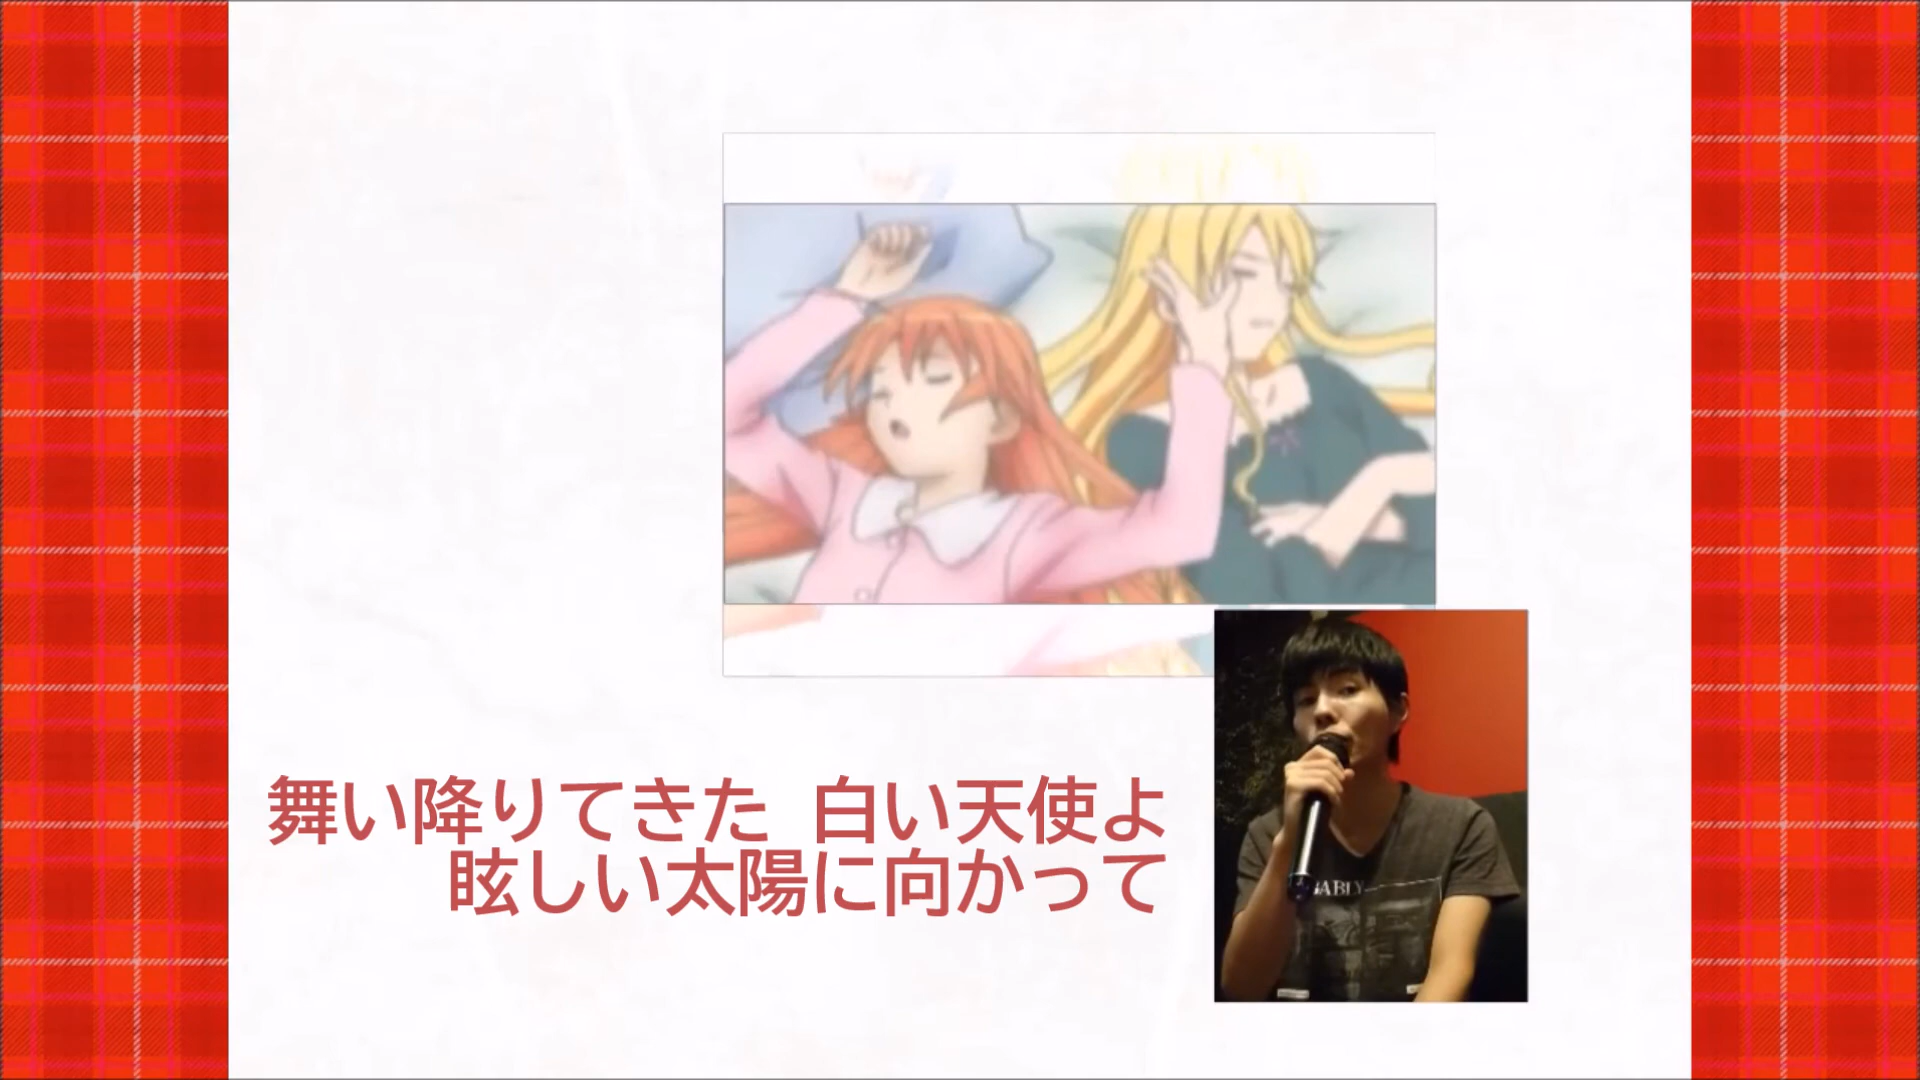 舞い降りてきた 白い天使よ
眩しい太陽に向かって